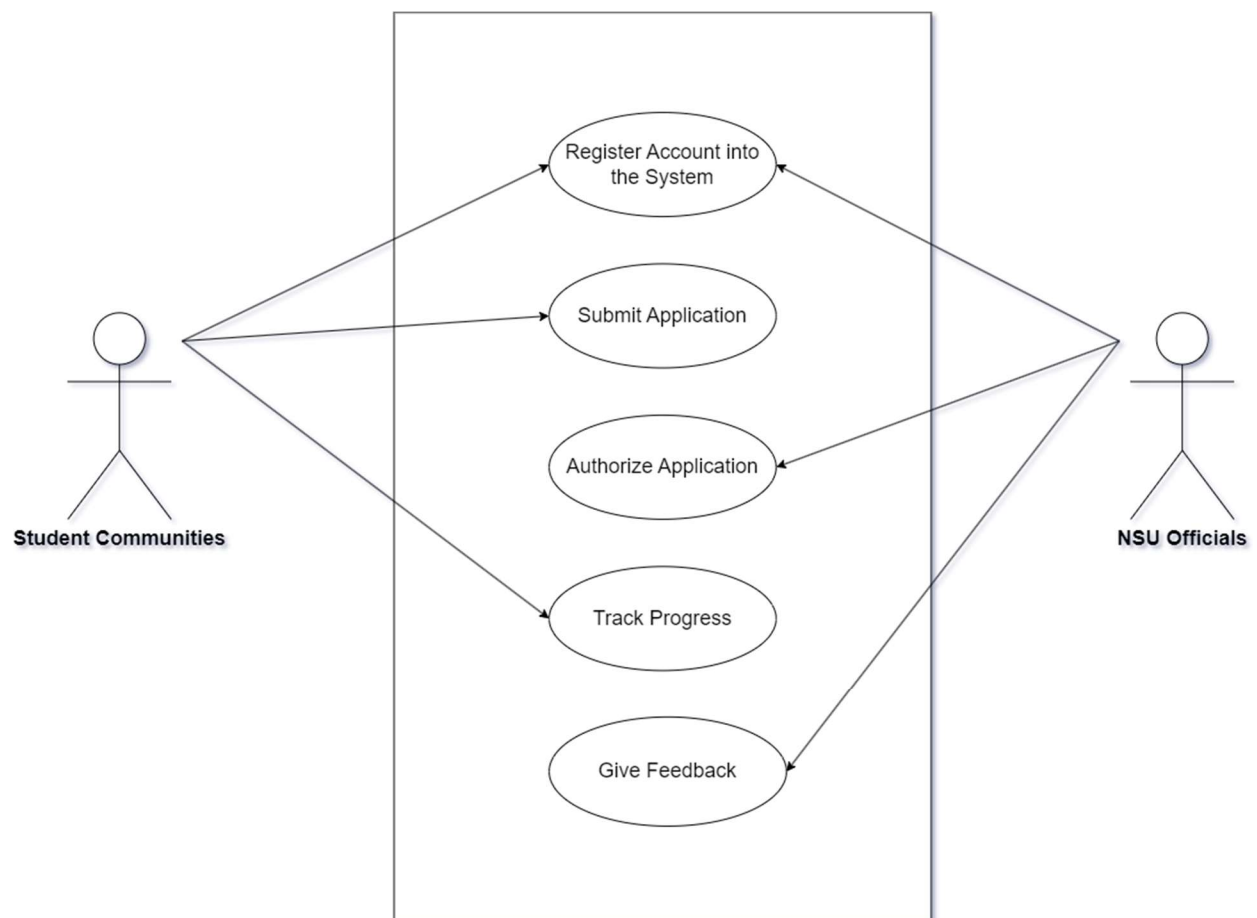 Register Account into
the System
Submit Application
Authorize Application
Student Communities
NSU Officials
Track Progress
Give Feedback